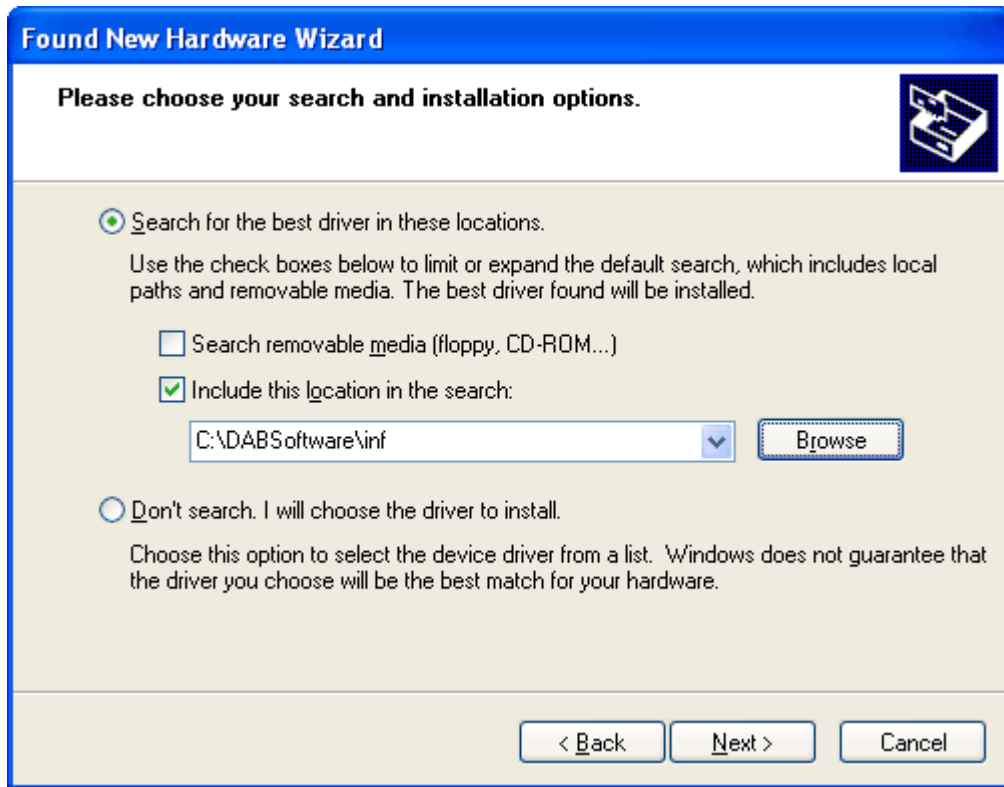 Found New Hardware Wizard
Please choose your search and installation options.
Search for the best driver in these locations.
Use the check boxes below to limit or expand the default search, which includes local
paths and removable media. The best driver found will be installed.
Search removable media (floppy, CD-ROM...)
Include this location in the search:
C:\DABSoftware\inf
Browse
Don't search. I will choose the driver to install.
Choose this option to select the device driver from a list.  Windows does not guarantee that
the driver you choose will be the best match for your hardware.
< Back
Next >
Cancel